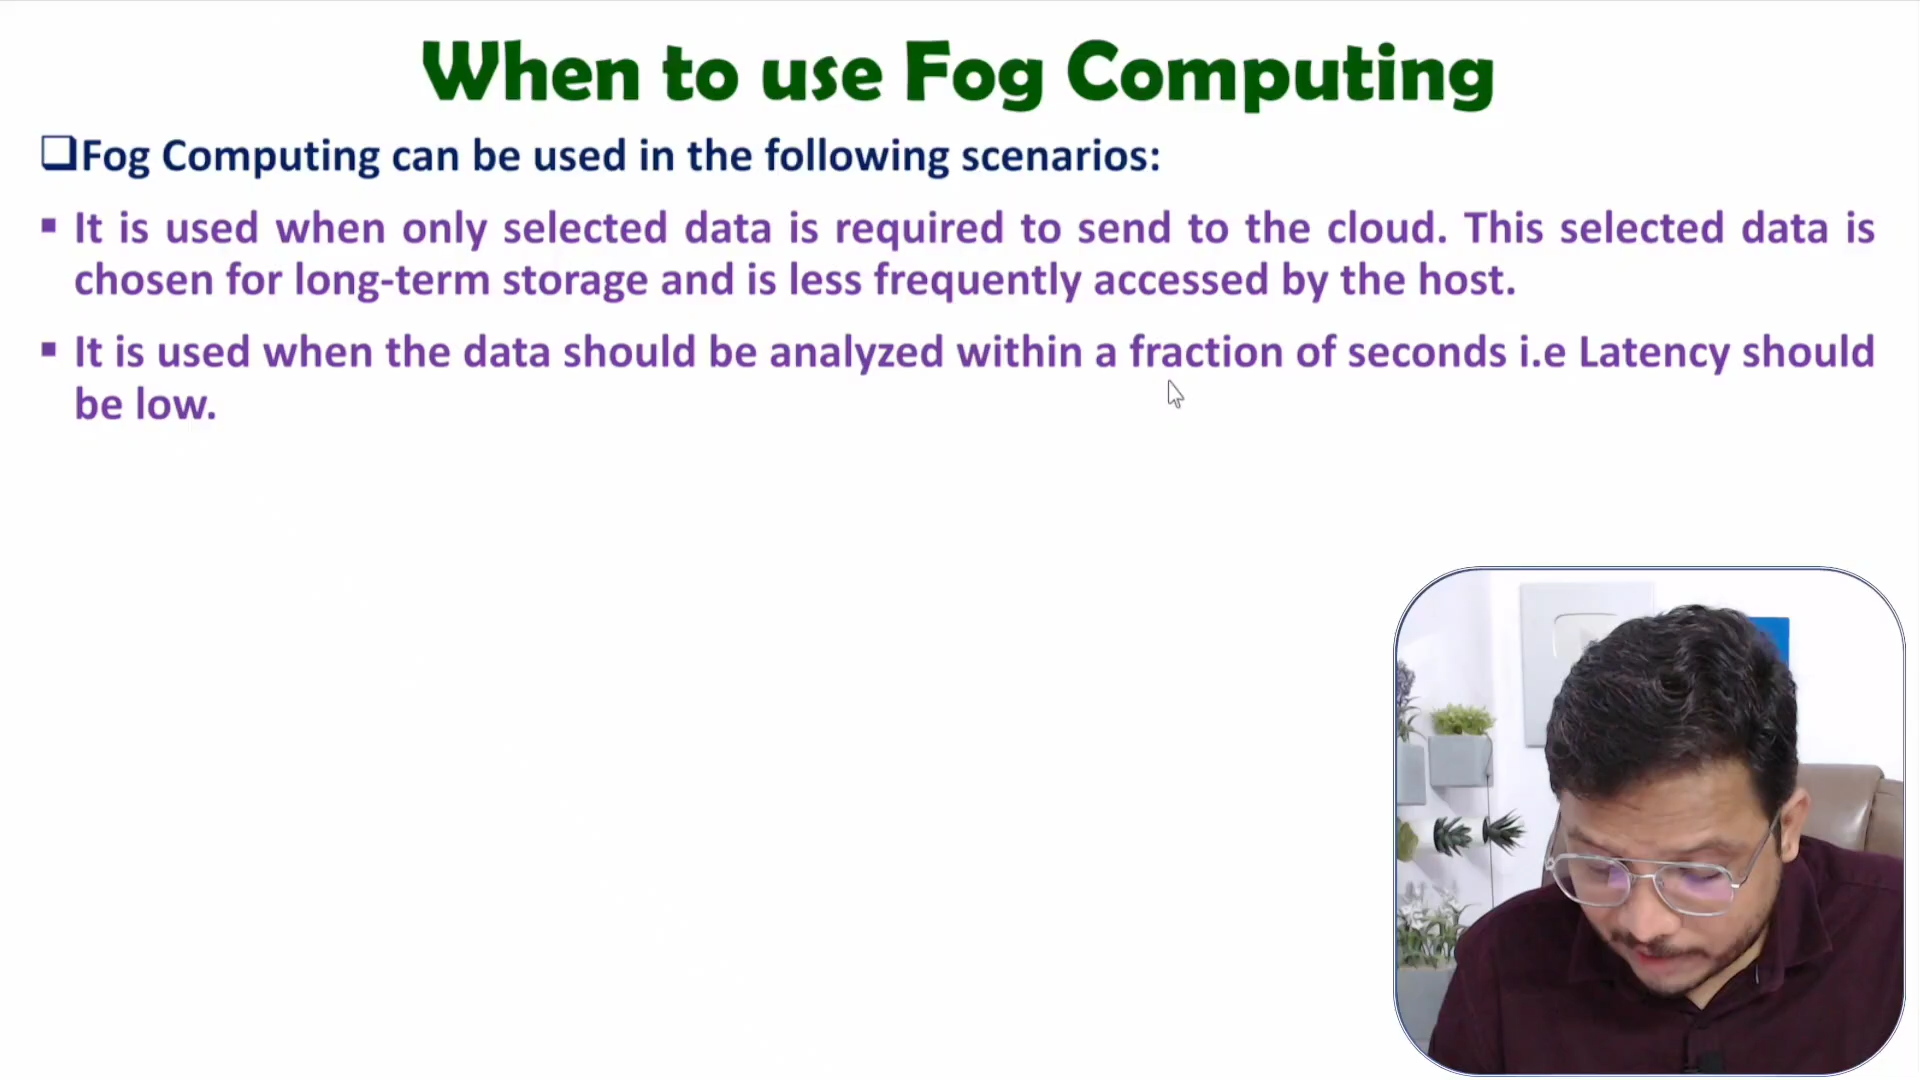 When to use Fog Computing
Fog Computing can be used in the following scenarios:
It is used when only selected data is required to send to the cloud. This selected data is
chosen for long-term storage and is less frequently accessed by the host.
It is used when the data should be analyzed within a fraction of seconds i.e Latency should
be low.